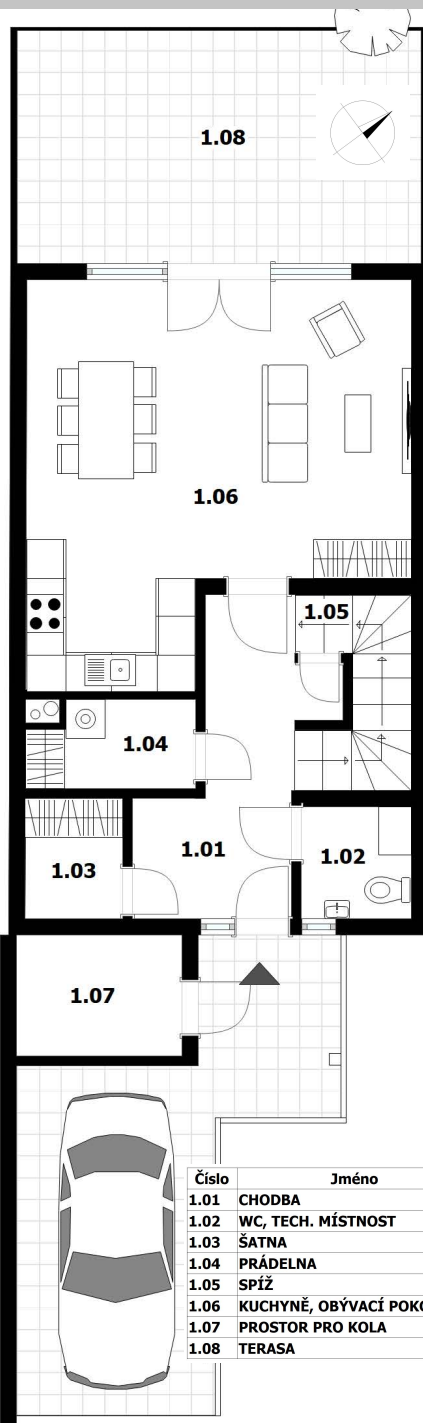 1.08
1.06
1.05
1.04
1.01
1.02
1.03
1.07
Číslo Jméno
1.01 CHODBA
1.02 WC, TECH. MÍSTNOST
1.03 ŠATNA
1.04 PRÁDELNA
1.05 SPÍŽ
1.06 KUCHYNĚ, OBÝVACÍ
1.07 PROSTOR PRO KOLA
1.08 TERASA